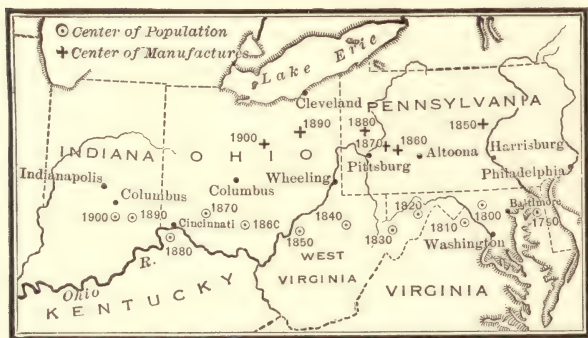 Center of Population
Center of Manufactures
Lake Erie
Cleveland
PENNSYLVANIA
1880
1890
1900
1870
1860
1850
INDIANA
OHIO
Harrisburg
Pittsburg
Altoona
Philadelphia
Indianapolis
Wheeling
Columbus
Columbus
1900
1890
1870
Cincinnati
1860
1840
1850
1820
1830
1810
1800
Baltimore
1790
Washington
1880
WEST
VIRGINIA
VIRGINIA
Ohio R.
KENTUCKY